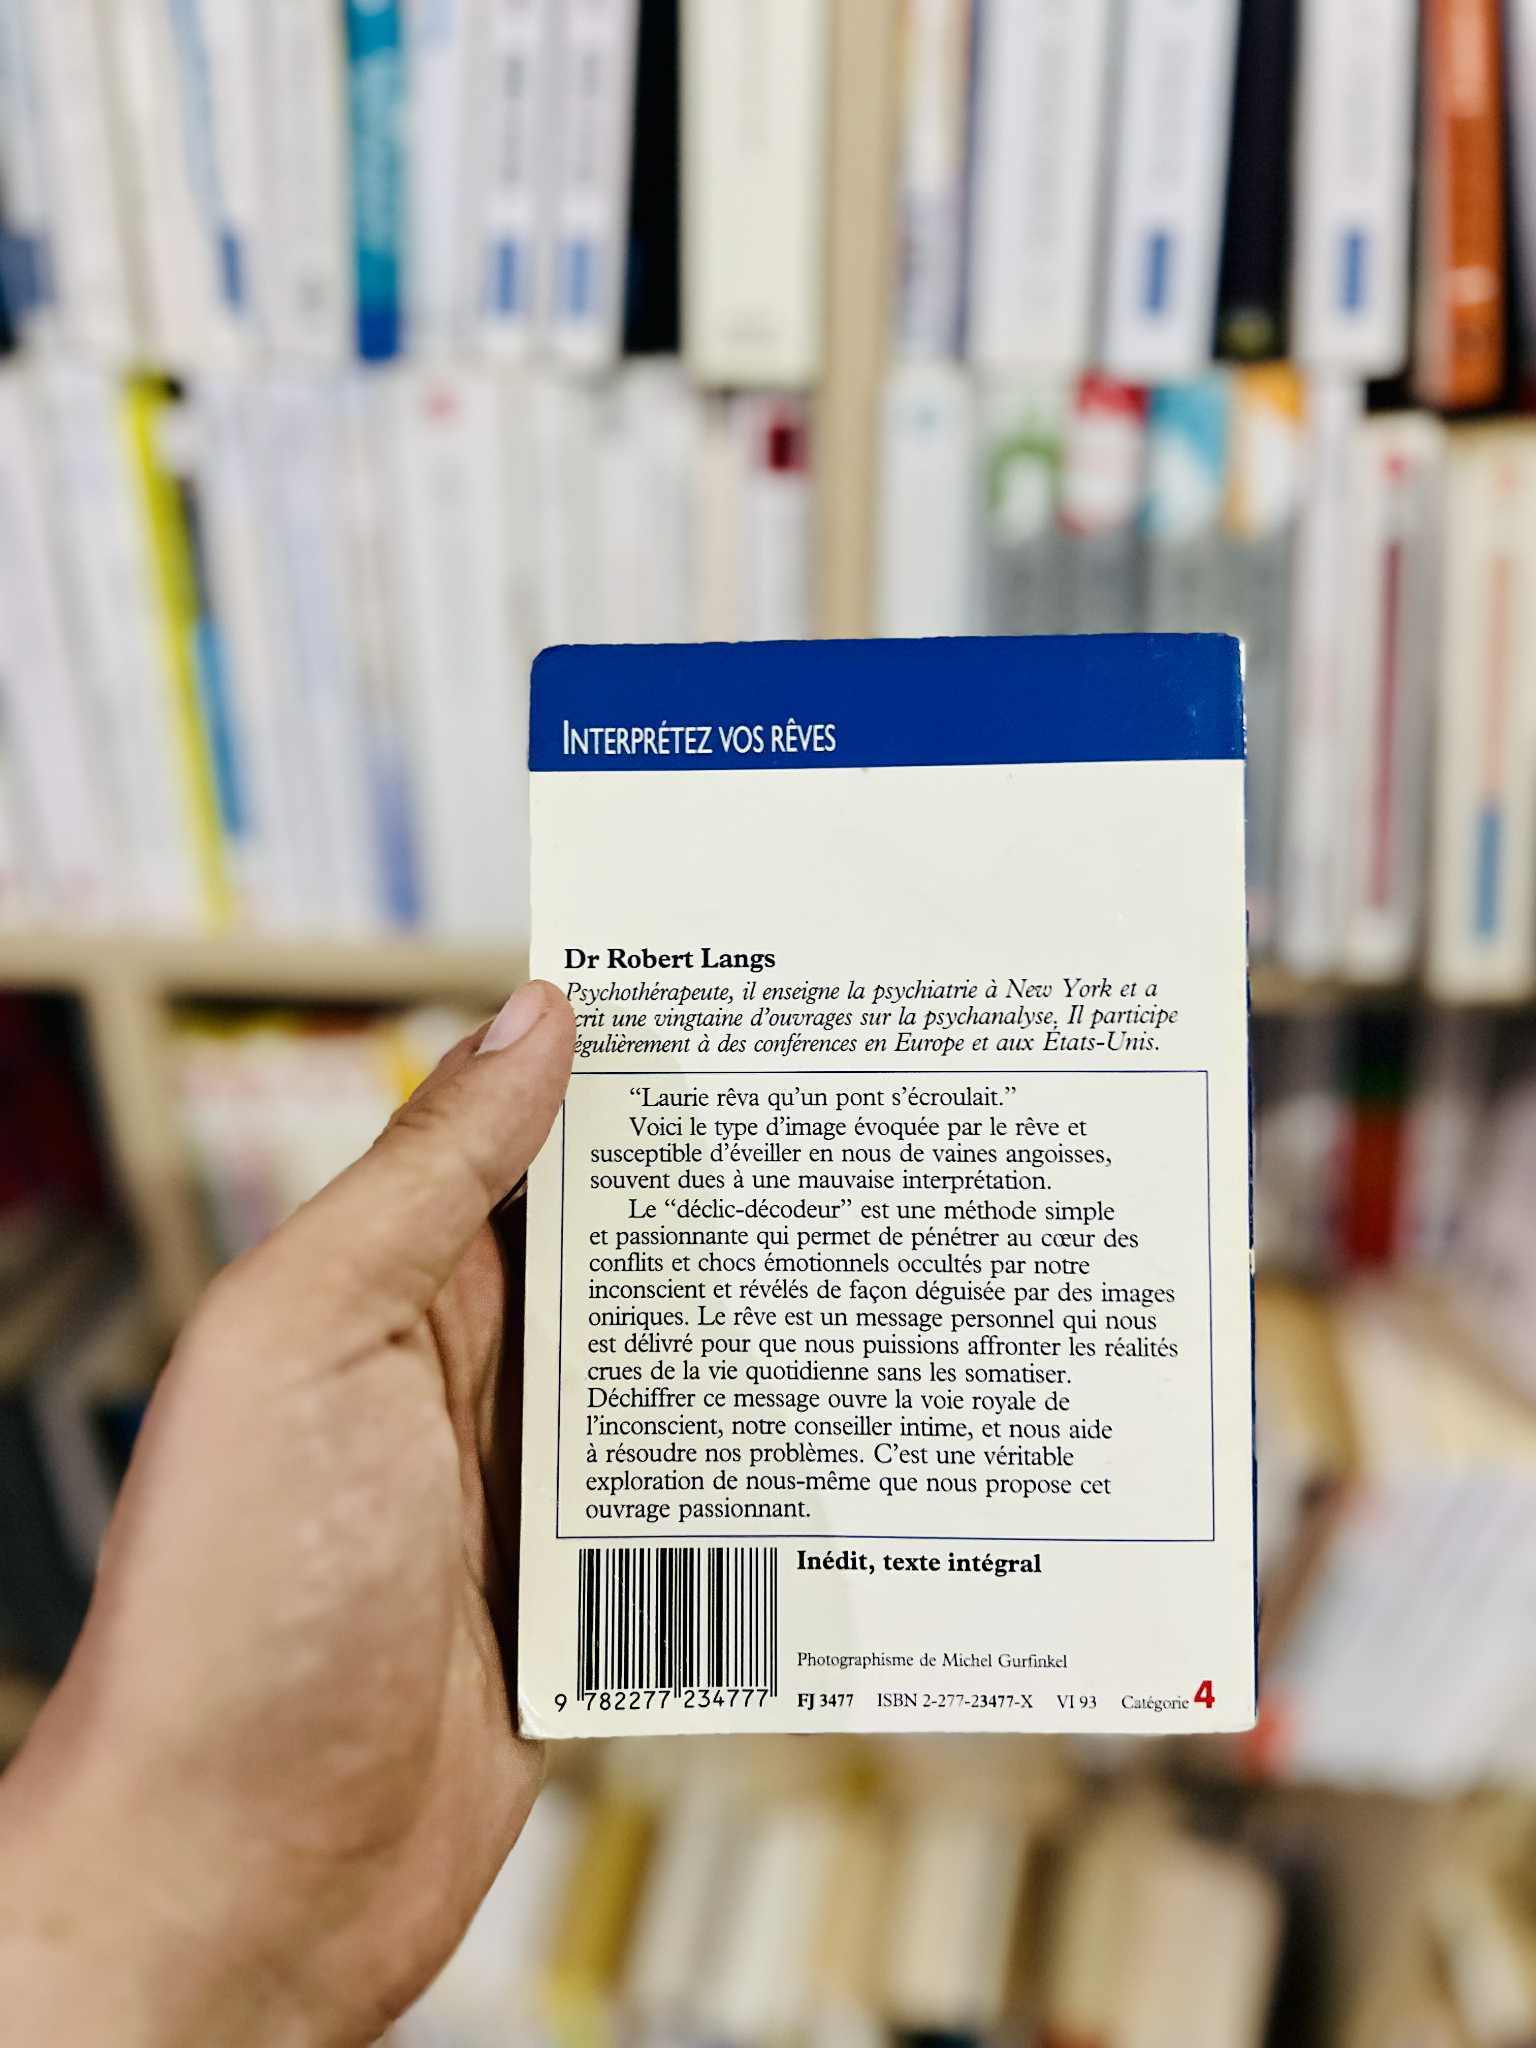 INTERPRÉTEZ VOS RÊVES
Dr Robert Langs
Psychothérapeute, il enseigne la psychiatrie à New York et a
crit une vingtaine d'ouvrages sur la psychanalyse. Il participe
égulièrement à des conférences en Europe et aux États-Unis.
“Laurie rêva qu'un pont s'écroulait.”
Voici le type d'image évoquée par le rêve et
susceptible d'éveiller en nous de vaines angoisses,
souvent dues à une mauvaise interprétation.
Le “déclic-décodeur” est une méthode simple
et passionnante qui permet de pénétrer au cœur des
conflits et chocs émotionnels occultés par notre
inconscient et révélés de façon déguisée par des images
oniriques. Le rêve est un message personnel qui nous
est délivré pour que nous puissions affronter les réalités
crues de la vie quotidienne sans les somatiser.
Déchiffrer ce message ouvre la voie royale de
l'inconscient, notre conseiller intime, et nous aide
à résoudre nos problèmes. C'est une véritable
exploration de nous-même que nous propose cet
ouvrage passionnant.
Inédit, texte intégral
Photographisme de Michel Gurfinkel
9 782277 234777
FJ 3477 ISBN 2-277-23477-X VI 93 Catégorie 4